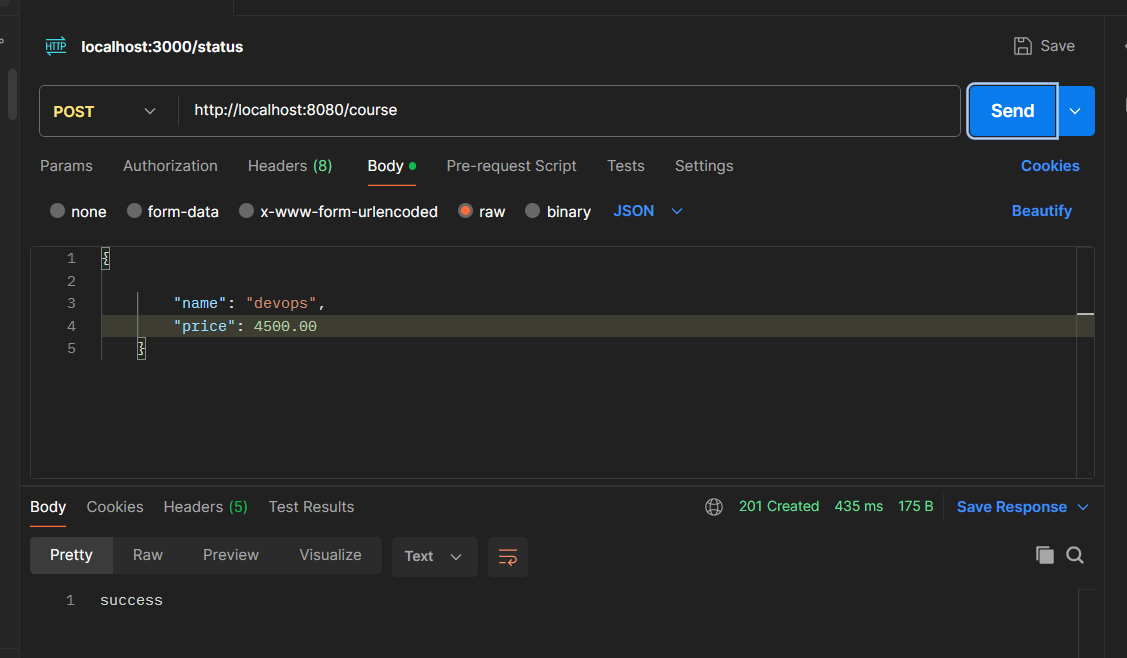 HTTP localhost:3000/status Save
POST http://localhost:8080/course Send
Params Authorization Headers (8) Body Pre-request Script Tests Settings Cookies
none form-data x-www-form-urlencoded raw binary JSON Beautify
1 {
2
3 "name": "devops",
4 "price": 4500.00
5 }
Body Cookies Headers (5) Test Results 201 Created 435 ms 175 B Save Response
Pretty Raw Preview Visualize Text
1 success